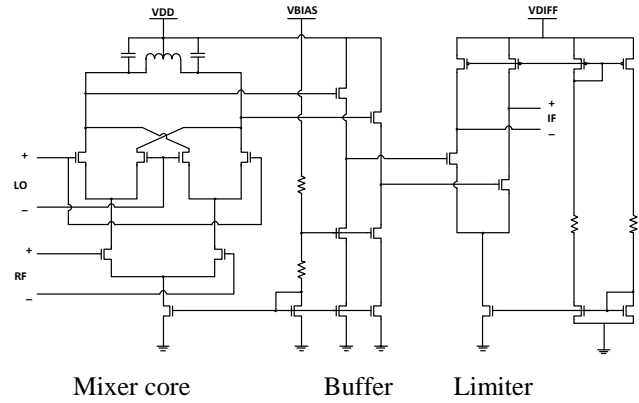 VDD VBIAS VDIFF
+
IF
−
+
LO
−
+
RF
−
Mixer core Buffer Limiter